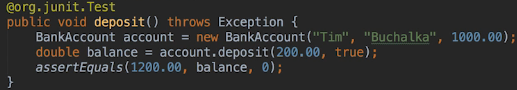 @org.junit.Test
public void deposit() throws Exception {
    BankAccount account = new BankAccount("Tim", "Buchalka", 1000.00);
    double balance = account.deposit(200.00, true);
    assertEquals(1200.00, balance, 0);
}